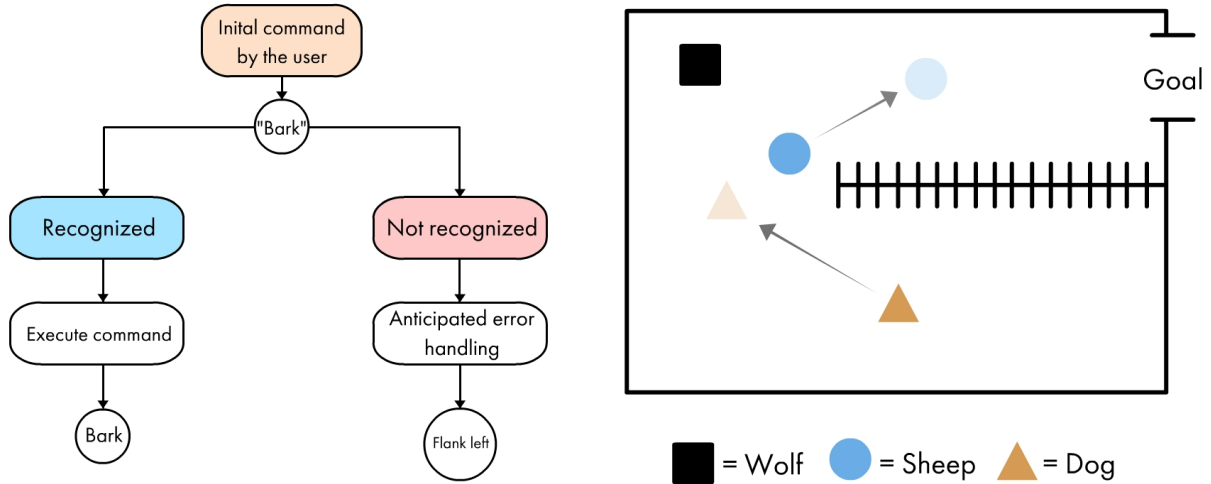 Inital command
by the user
"Bark"
Recognized
Not recognized
Execute command
Anticipated error
handling
Bark
Flank left
Goal
= Wolf
= Sheep
= Dog